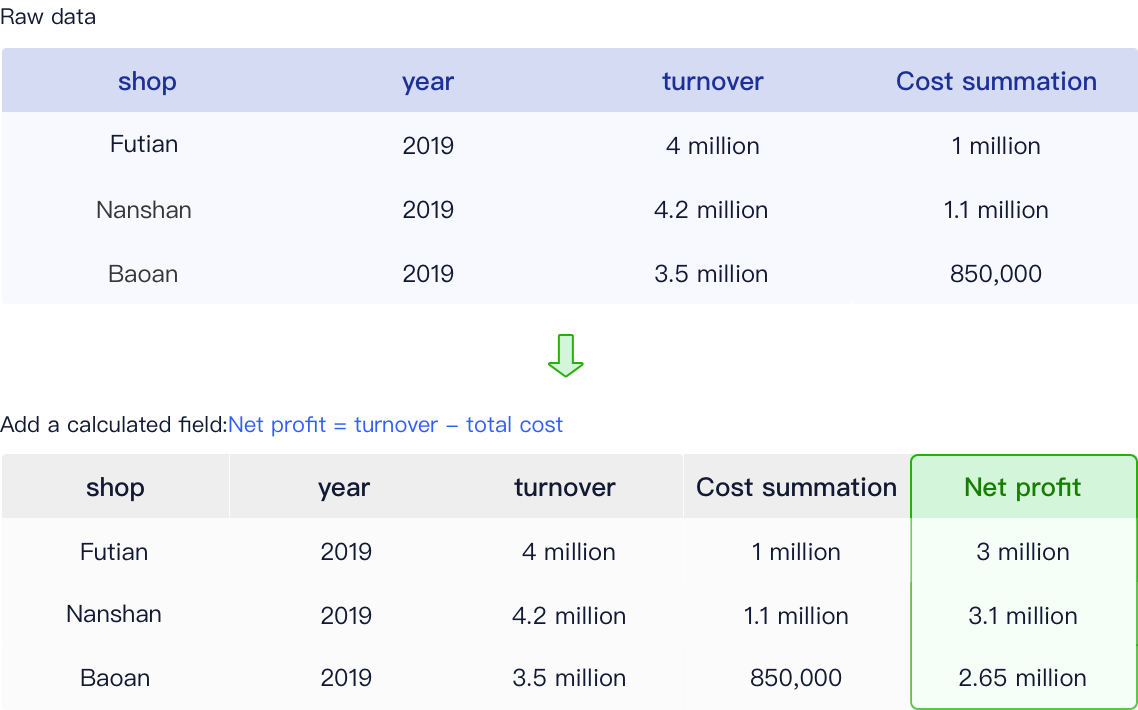 Raw data
shop year turnover Cost summation
Futian 2019 4 million 1 million
Nanshan 2019 4.2 million 1.1 million
Baoan 2019 3.5 million 850,000
Add a calculated field:Net profit = turnover – total cost
shop year turnover Cost summation Net profit
Futian 2019 4 million 1 million 3 million
Nanshan 2019 4.2 million 1.1 million 3.1 million
Baoan 2019 3.5 million 850,000 2.65 million